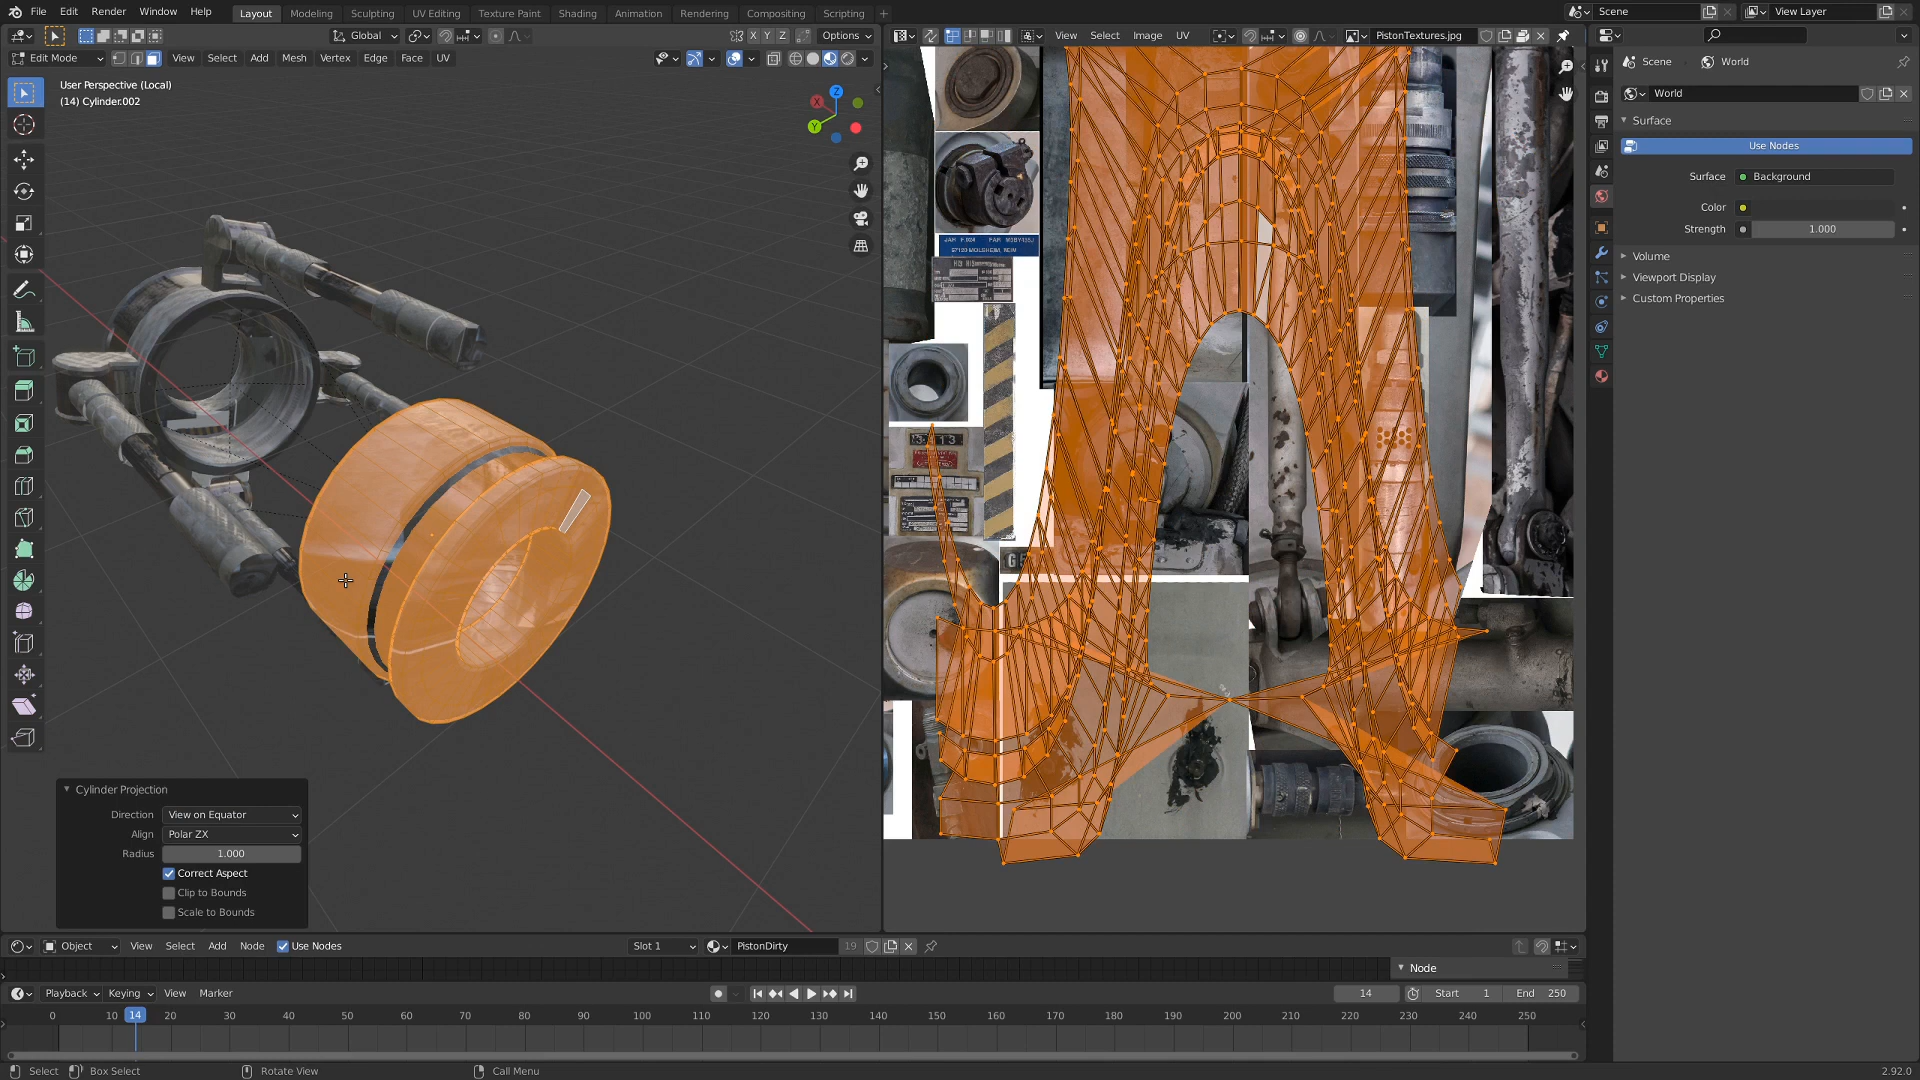 File Edit Render Window Help
Layout Modeling Sculpting UV Editing Texture Paint Shading Animation Rendering Compositing Scripting
Scene
View Layer
Global
X Y Z
Options
View Select Image UV
PistonTextures.jpg
Edit Mode
View Select Add Mesh Vertex Edge Face UV
User Perspective (Local)
(14) Cylinder.002
Z
X
Y
Scene
World
World
Surface
Use Nodes
Surface
Background
Color
Strength
1.000
Volume
Viewport Display
Custom Properties
Cylinder Projection
Direction
View on Equator
Align
Polar ZX
Radius
1.000
Correct Aspect
Clip to Bounds
Scale to Bounds
Object
View Select Add Node
Use Nodes
Slot 1
PistonDirty
19
Node
Playback Keying View Marker
14
Start 1
End 250
0 10 14 20 30 40 50 60 70 80 90 100 110 120 130 140 150 160 170 180 190 200 210 220 230 240 250
Select
Box Select
Rotate View
Call Menu
2.92.0